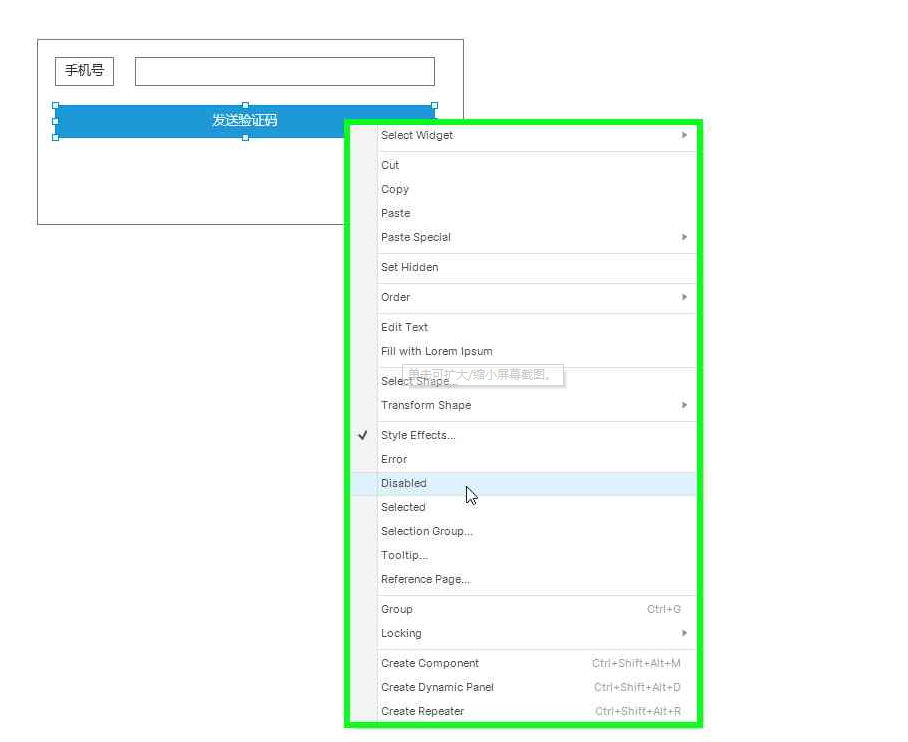 手机号
发送验证码
Select Widget
Cut
Copy
Paste
Paste Special
Set Hidden
Order
Edit Text
Fill with Lorem Ipsum
单击可扩大/缩小屏幕截图。
Select Shape...
Transform Shape
Style Effects...
Error
Disabled
Selected
Selection Group...
Tooltip...
Reference Page...
Group Ctrl+G
Locking
Create Component Ctrl+Shift+Alt+M
Create Dynamic Panel Ctrl+Shift+Alt+D
Create Repeater Ctrl+Shift+Alt+R